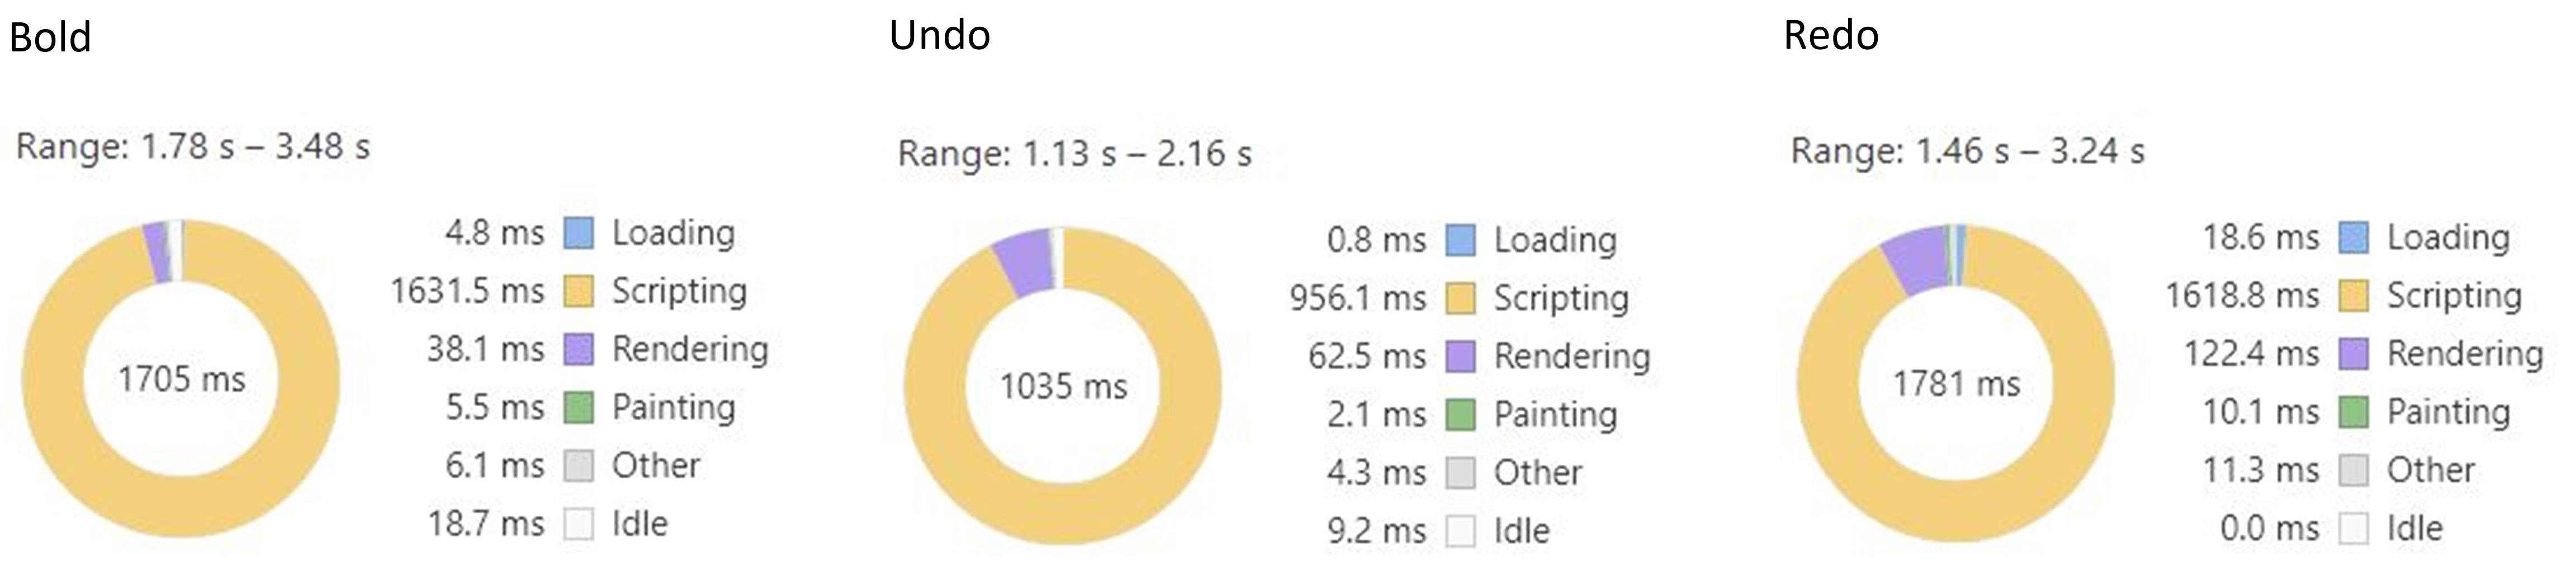 Bold
Range: 1.78 s – 3.48 s
1705 ms
4.8 ms Loading
1631.5 ms Scripting
38.1 ms Rendering
5.5 ms Painting
6.1 ms Other
18.7 ms Idle
Undo
Range: 1.13 s – 2.16 s
1035 ms
0.8 ms Loading
956.1 ms Scripting
62.5 ms Rendering
2.1 ms Painting
4.3 ms Other
9.2 ms Idle
Redo
Range: 1.46 s – 3.24 s
1781 ms
18.6 ms Loading
1618.8 ms Scripting
122.4 ms Rendering
10.1 ms Painting
11.3 ms Other
0.0 ms Idle